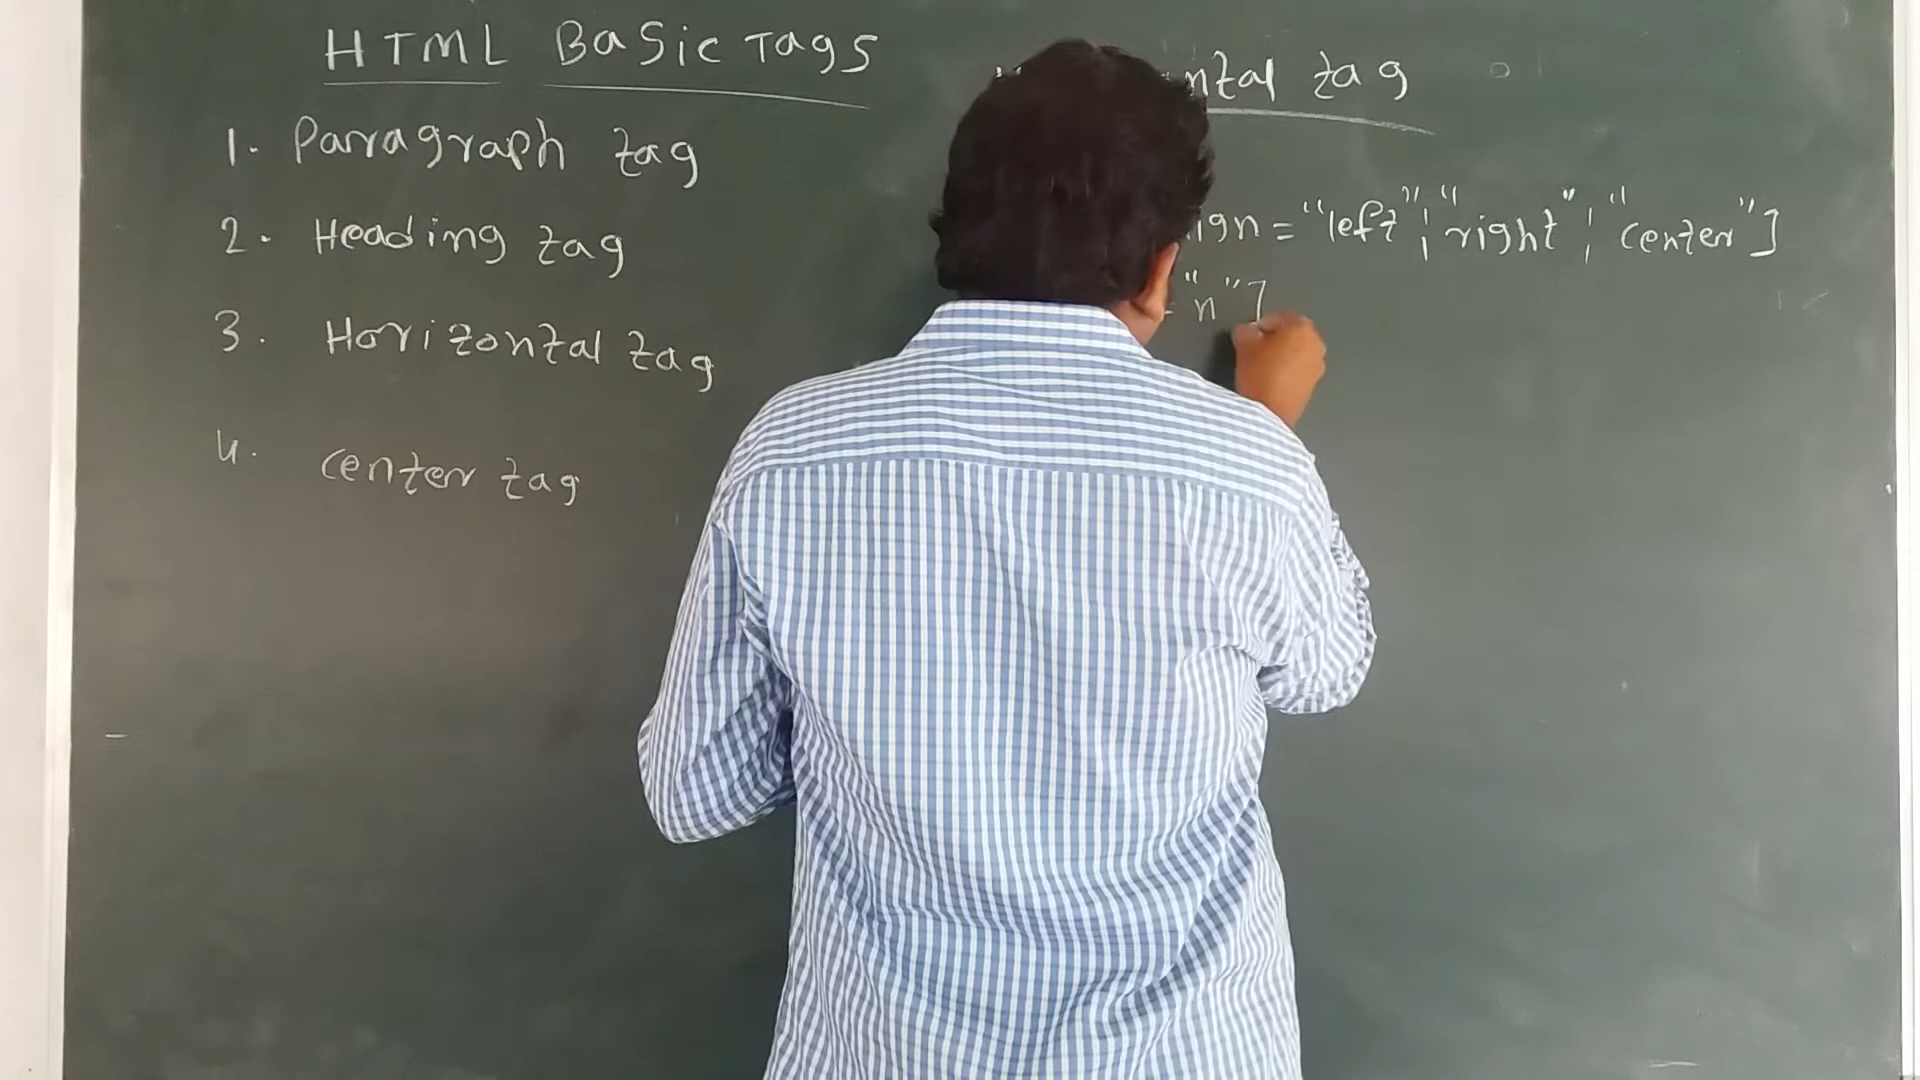 HTML Basic Tags
1. Paragraph tag
2. Heading tag
3. Horizontal tag
4. center tag
ntal tag
ign = "left" ¦ "right" ¦ "center"]
= "n"]